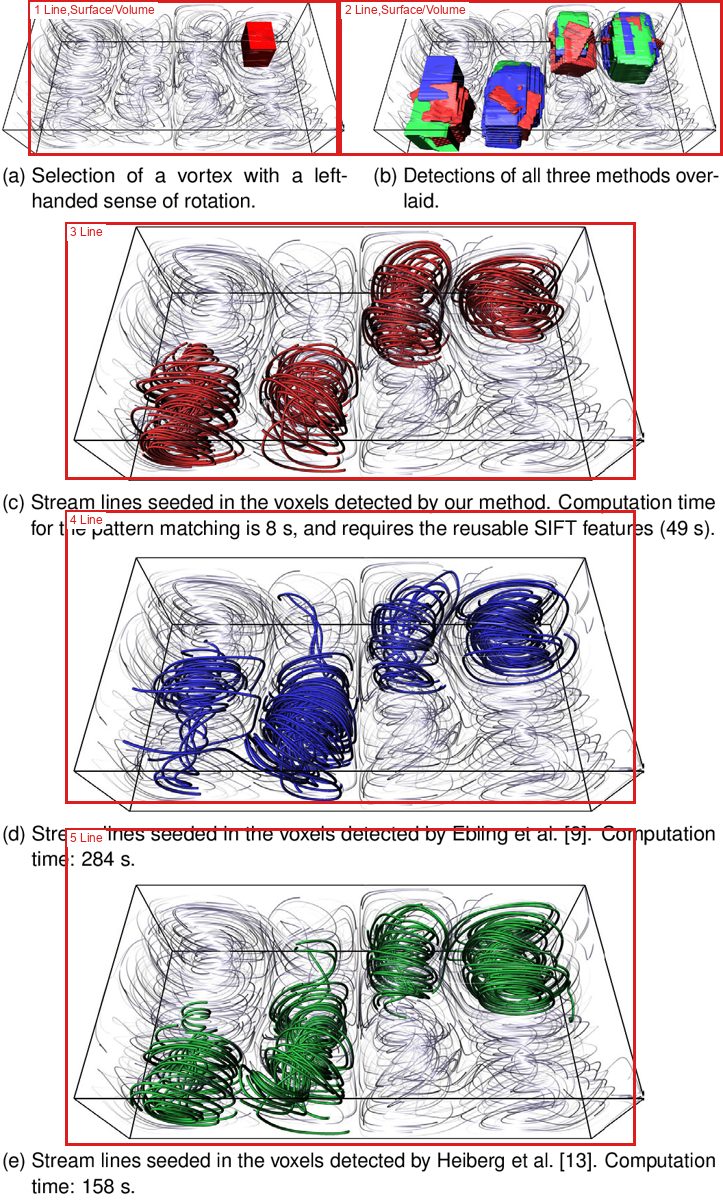 1 Line,Surface/Volume
2 Line,Surface/Volume
(a) Selection of a vortex with a left-
handed sense of rotation.
(b) Detections of all three methods over-
laid.
3 Line
(c) Stream lines seeded in the voxels detected by our method. Computation time
for the pattern matching is 8 s, and requires the reusable SIFT features (49 s).
4 Line
(d) Stream lines seeded in the voxels detected by Ebling et al. [9]. Computation
time: 284 s.
5 Line
(e) Stream lines seeded in the voxels detected by Heiberg et al. [13]. Computation
time: 158 s.